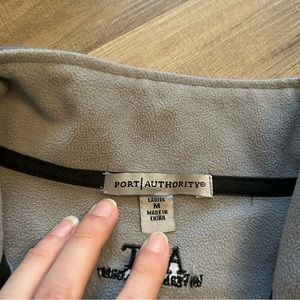 PORT | AUTHORITY®
LADIES
M
MADE IN
CHINA